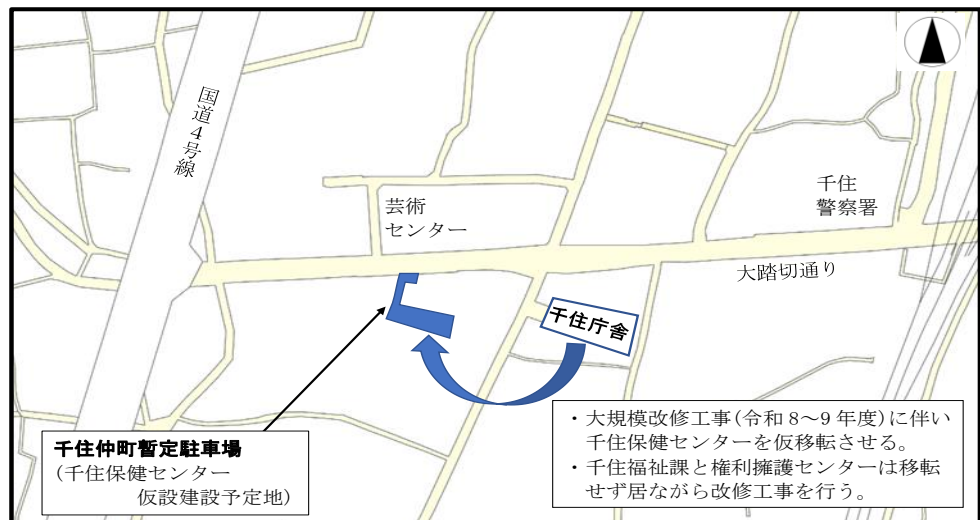 国道4号線
芸術
センター
千住
警察署
大踏切通り
千住庁舎
千住仲町暫定駐車場
(千住保健センター
仮設建設予定地)
・大規模改修工事(令和8～9年度)に伴い
千住保健センターを仮移転させる。
・千住福祉課と権利擁護センターは移転
せず居ながら改修工事を行う。